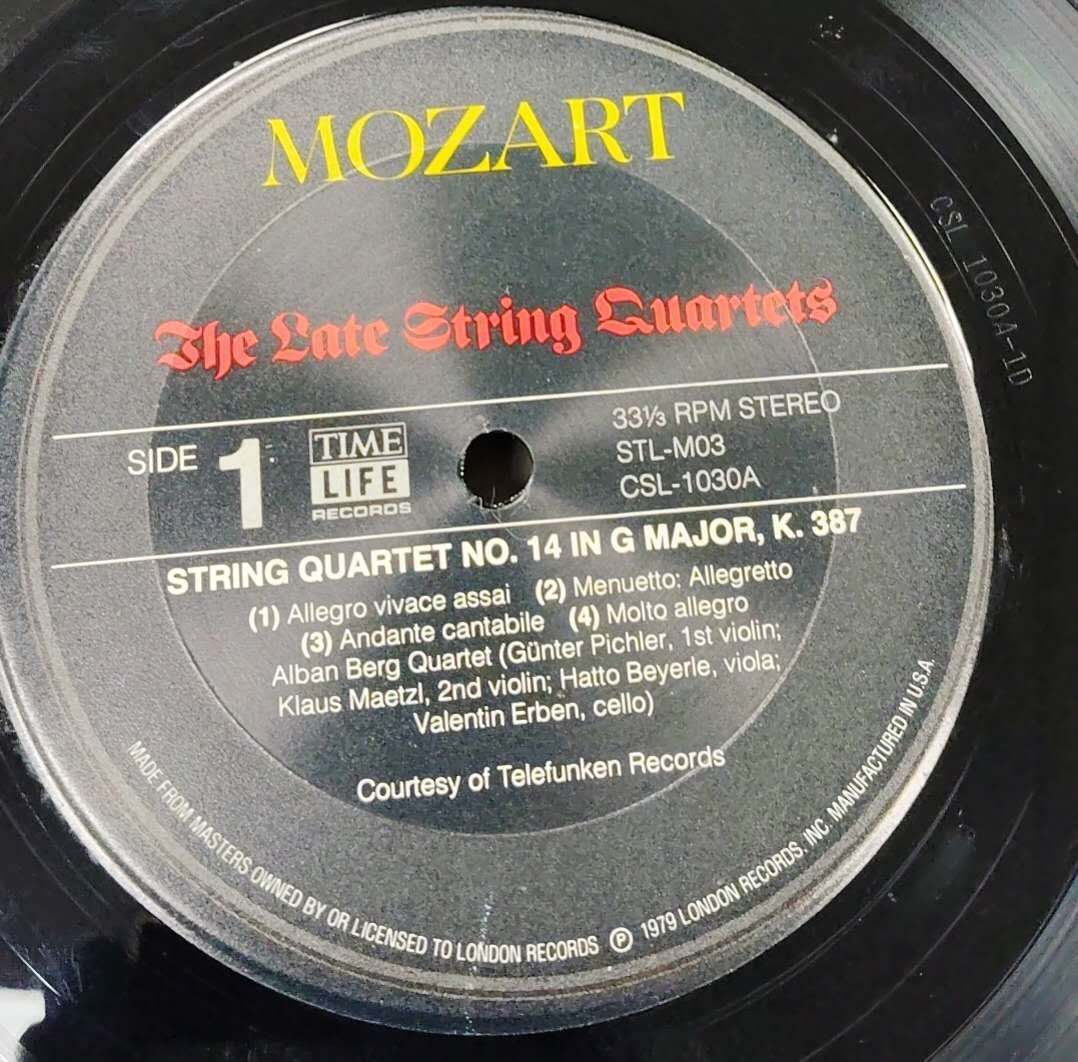 MOZART
The Late String Quartets
SIDE 1
TIME
LIFE
RECORDS
33⅓ RPM STEREO
STL-M03
CSL-1030A
STRING QUARTET NO. 14 IN G MAJOR, K. 387
(1) Allegro vivace assai (2) Menuetto: Allegretto
(3) Andante cantabile (4) Molto allegro
Alban Berg Quartet (Günter Pichler, 1st violin;
Klaus Maetzl, 2nd violin; Hatto Beyerle, viola;
Valentin Erben, cello)
Courtesy of Telefunken Records
MADE FROM MASTERS OWNED BY OR LICENSED TO LONDON RECORDS ℗ 1979 LONDON RECORDS. INC. MANUFACTURED IN U.S.A.
CSL 1030A-1D